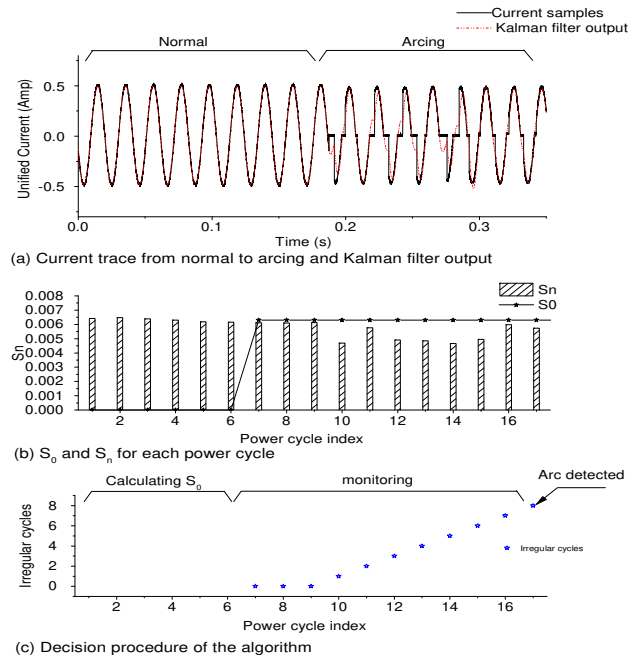 Current samples
Kalman filter output
Normal
Arcing
Unified Current (Amp)
0.5
0.0
-0.5
0.0
0.1
0.2
0.3
Time (s)
(a) Current trace from normal to arcing and Kalman filter output
Sn
S0
Sn
0.008
0.007
0.006
0.005
0.004
0.003
0.002
0.001
0.000
2
4
6
8
10
12
14
16
Power cycle index
(b) S0 and Sn for each power cycle
Calculating S0
monitoring
Arc detected
Irregular cycles
8
6
4
2
0
Irregular cycles
2
4
6
8
10
12
14
16
Power cycle index
(c) Decision procedure of the algorithm